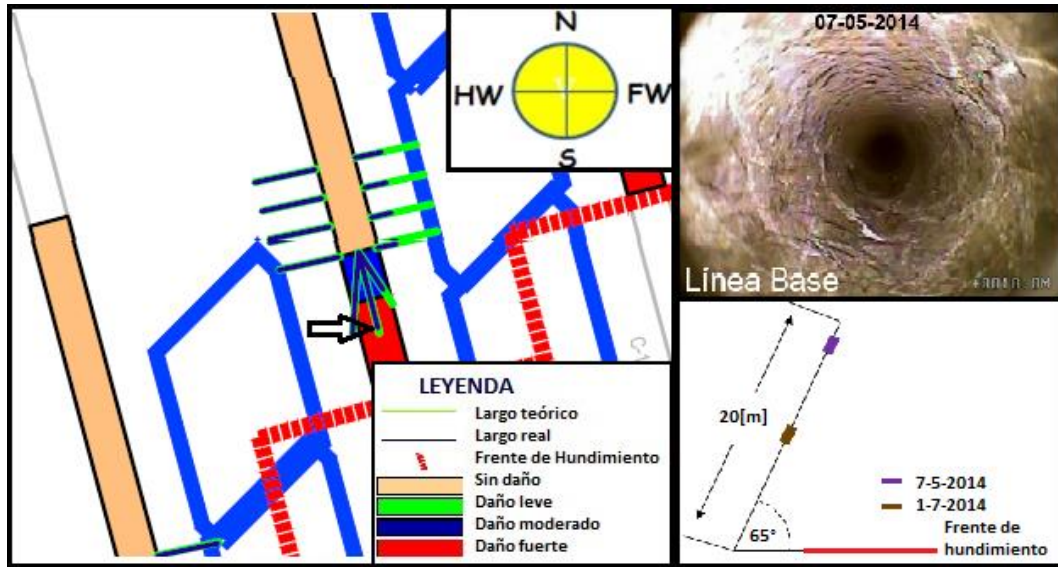 N
HW
FW
S
LEYENDA
Largo teórico
Largo real
Frente de Hundimiento
Sin daño
Daño leve
Daño moderado
Daño fuerte
07-05-2014
Línea Base
20[m]
65°
7-5-2014
1-7-2014
Frente de
hundimiento